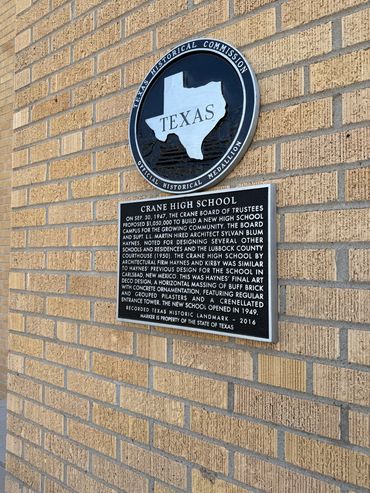 TEXAS HISTORICAL COMMISSION
TEXAS
OFFICIAL HISTORICAL MEDALLION
CRANE HIGH SCHOOL
ON SEP. 30, 1947, THE CRANE BOARD OF TRUSTEES
PROPOSED $1,050,000 TO BUILD A NEW HIGH SCHOOL
CAMPUS FOR THE GROWING COMMUNITY. THE BOARD
AND SUPT. L.L. MARTIN HIRED ARCHITECT SYLVAN BLUM
HAYNES, NOTED FOR DESIGNING SEVERAL OTHER
SCHOOLS AND RESIDENCES AND THE LUBBOCK COUNTY
COURTHOUSE (1950). THE CRANE HIGH SCHOOL BY
ARCHITECTURAL FIRM HAYNES AND KIRBY WAS SIMILAR
TO HAYNES' PREVIOUS DESIGN FOR THE SCHOOL IN
CARLSBAD, NEW MEXICO. THIS WAS HAYNES' FINAL ART
DECO DESIGN, A HORIZONTAL MASSING OF BUFF BRICK
WITH CONCRETE ORNAMENTATION, FEATURING REGULAR
AND GROUPED PILASTERS AND A CRENELLATED
ENTRANCE TOWER. THE NEW SCHOOL OPENED IN 1949.
RECORDED TEXAS HISTORIC LANDMARK – 2016
MARKER IS PROPERTY OF THE STATE OF TEXAS